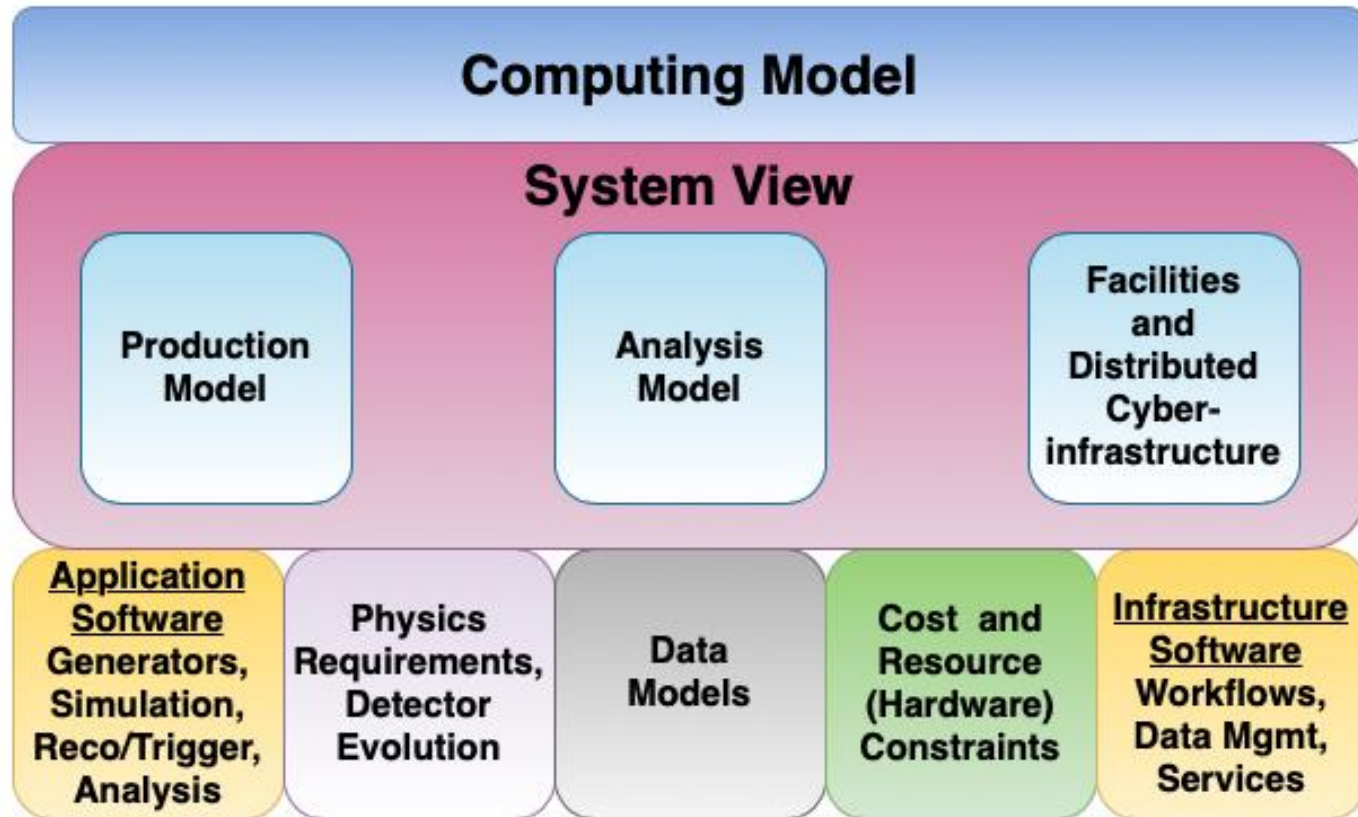 Computing Model
System View
Production
Model
Analysis
Model
Facilities
and
Distributed
Cyber-
infrastructure
Application
Software
Generators,
Simulation,
Reco/Trigger,
Analysis
Physics
Requirements,
Detector
Evolution
Data
Models
Cost and
Resource
(Hardware)
Constraints
Infrastructure
Software
Workflows,
Data Mgmt,
Services